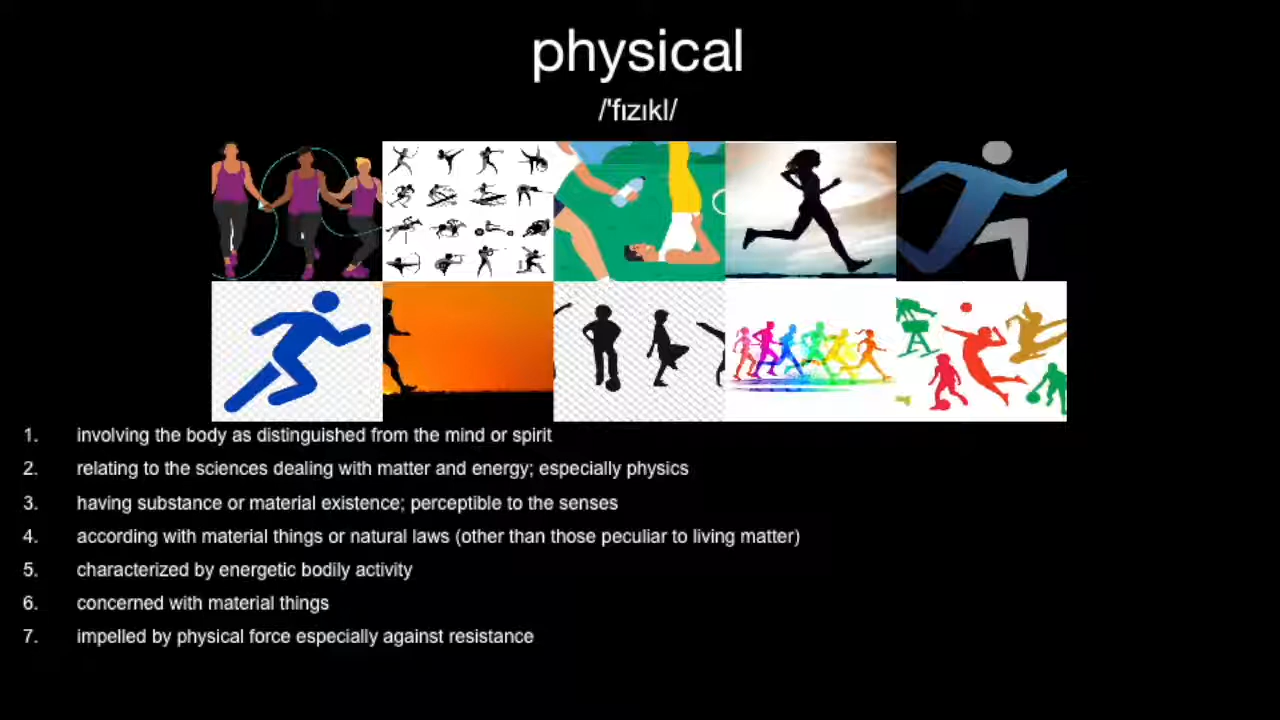 physical
/'fɪzɪkl/
1. involving the body as distinguished from the mind or spirit
2. relating to the sciences dealing with matter and energy; especially physics
3. having substance or material existence; perceptible to the senses
4. according with material things or natural laws (other than those peculiar to living matter)
5. characterized by energetic bodily activity
6. concerned with material things
7. impelled by physical force especially against resistance